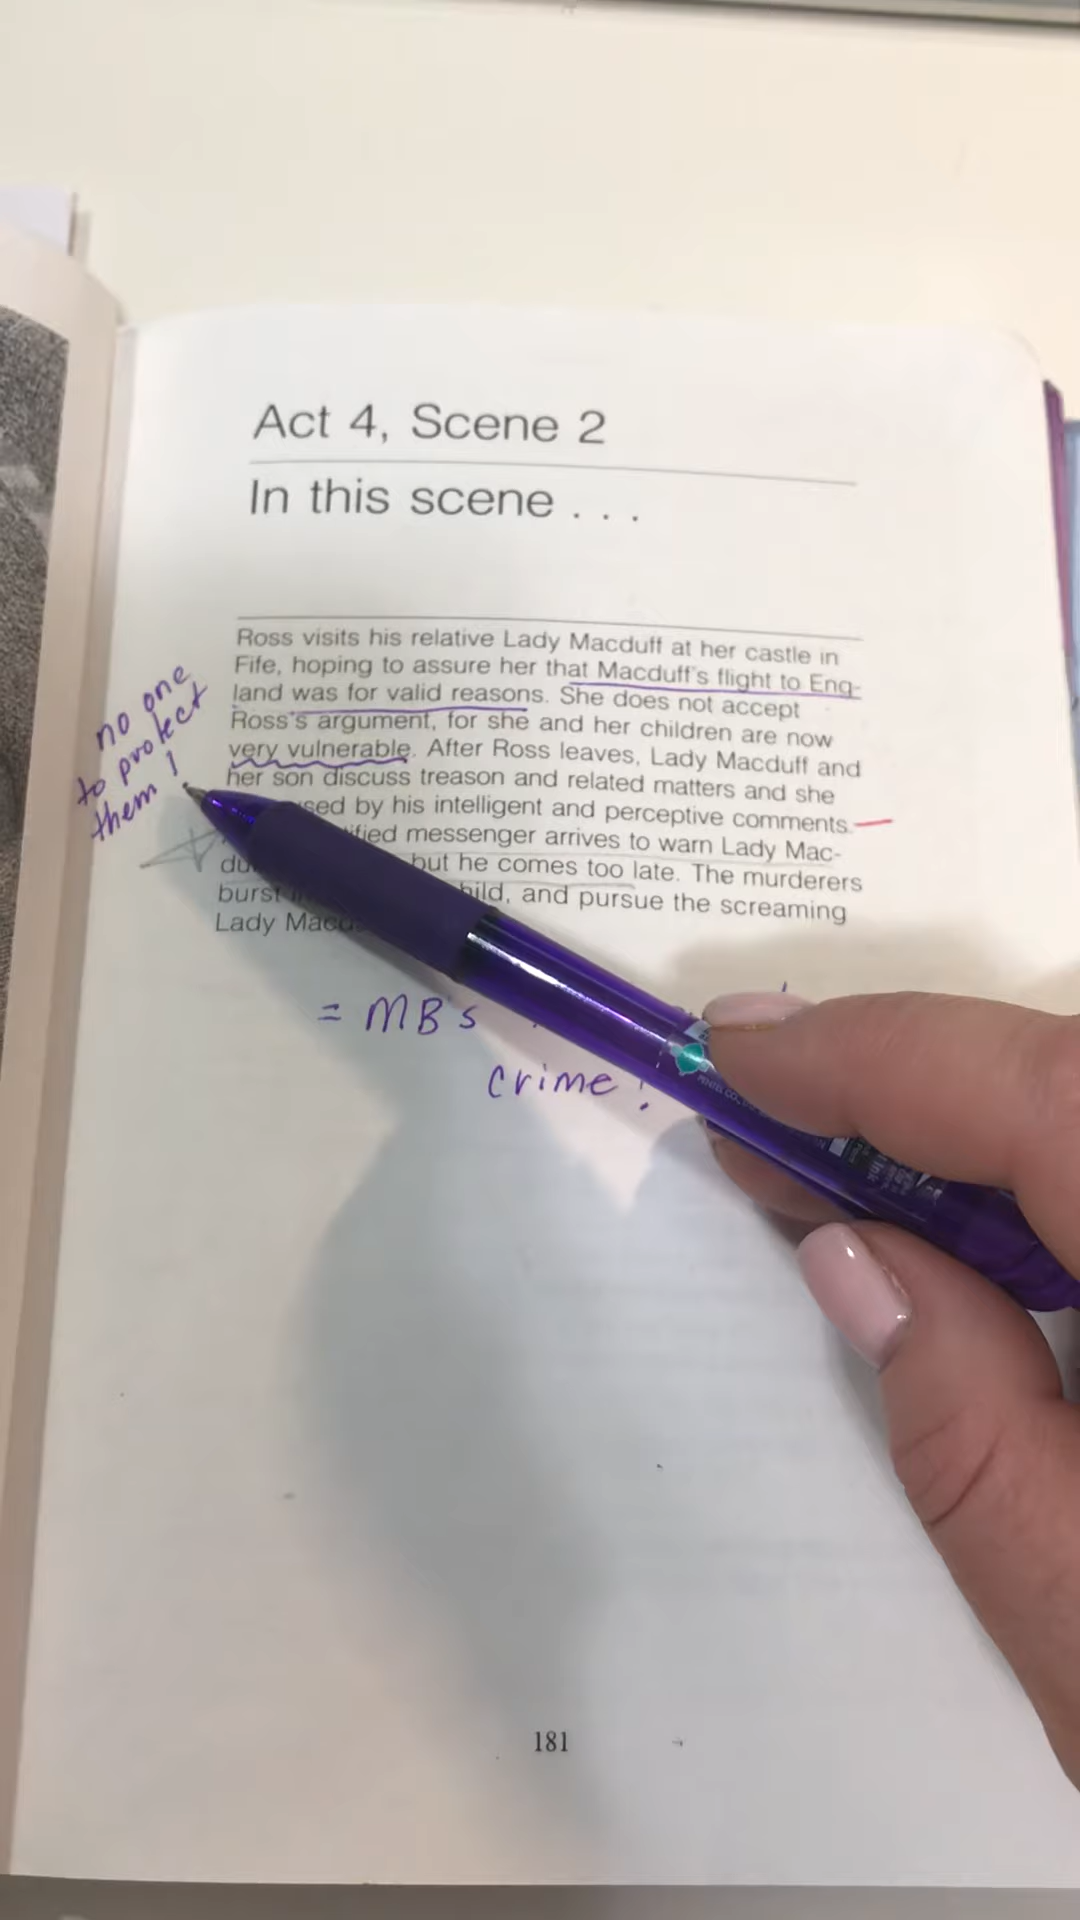 Act 4, Scene 2
In this scene . . .
Ross visits his relative Lady Macduff at her castle in
Fife, hoping to assure her that Macduff's flight to Eng-
land was for valid reasons. She does not accept
Ross's argument, for she and her children are now
very vulnerable. After Ross leaves, Lady Macduff and
her son discuss treason and related matters and she
by his intelligent and perceptive comments.
messenger arrives to warn Lady Mac-
but he comes too late. The murderers
burst and pursue the screaming
Lady
no one
to protect
them!
= MB's
crime!
PENTEL CO.,
181